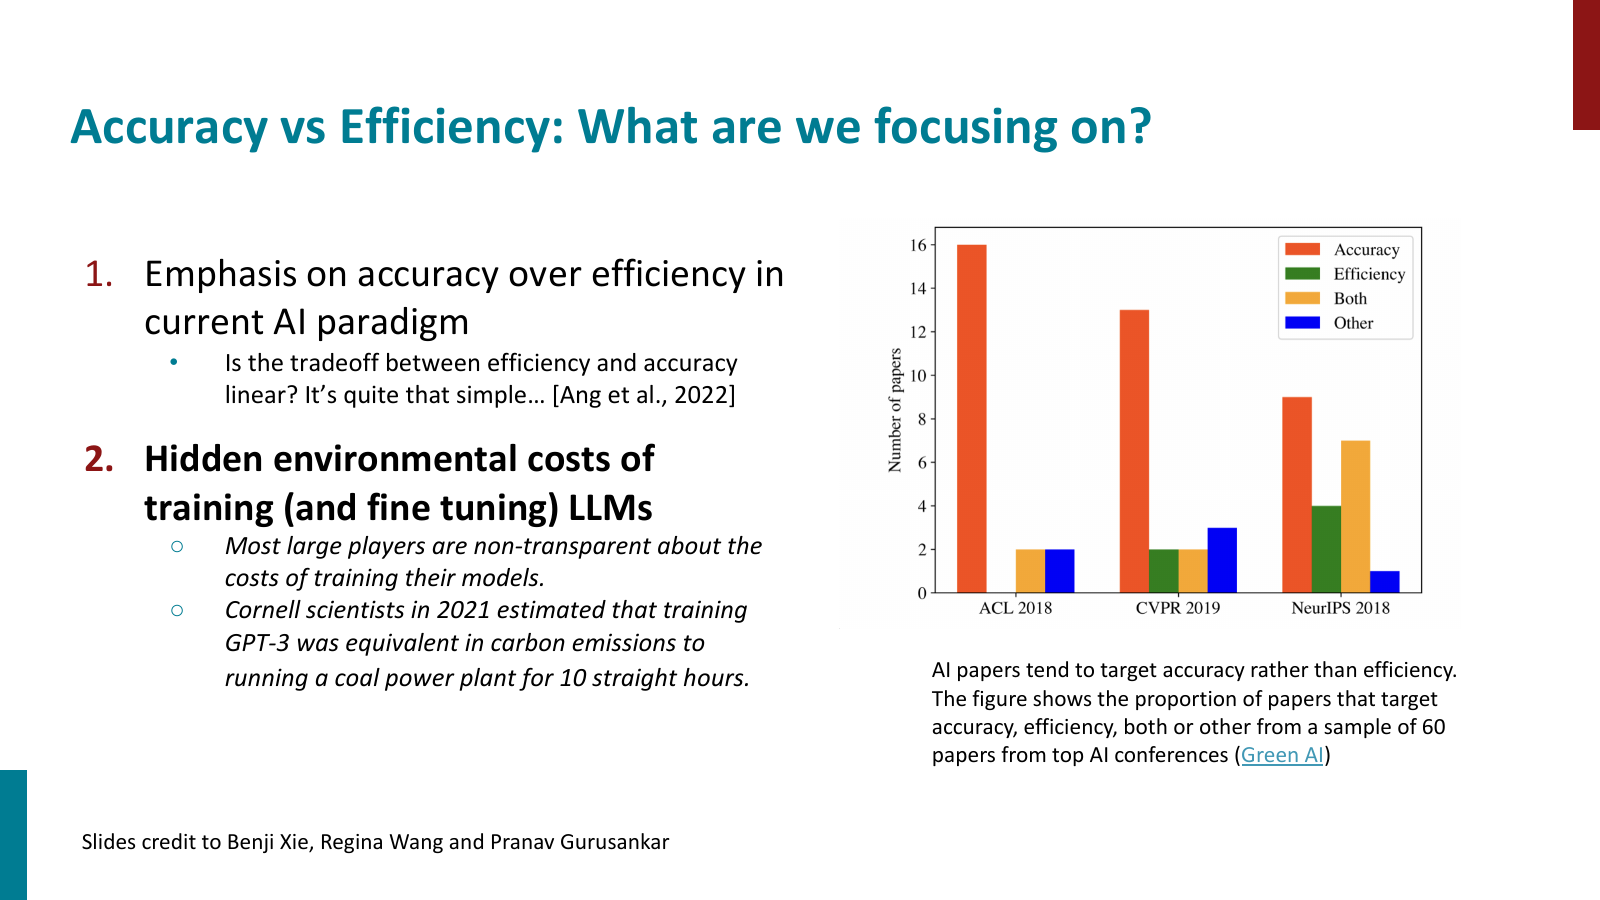 Accuracy vs Efficiency: What are we focusing on?
1. Emphasis on accuracy over efficiency in
current AI paradigm
• Is the tradeoff between efficiency and accuracy
linear? It’s quite that simple… [Ang et al., 2022]
2. Hidden environmental costs of
training (and fine tuning) LLMs
○ Most large players are non-transparent about the
costs of training their models.
○ Cornell scientists in 2021 estimated that training
GPT-3 was equivalent in carbon emissions to
running a coal power plant for 10 straight hours.
Number of papers
16
14
12
10
8
6
4
2
0
Accuracy
Efficiency
Both
Other
ACL 2018 CVPR 2019 NeurIPS 2018
AI papers tend to target accuracy rather than efficiency.
The figure shows the proportion of papers that target
accuracy, efficiency, both or other from a sample of 60
papers from top AI conferences (Green AI)
Slides credit to Benji Xie, Regina Wang and Pranav Gurusankar